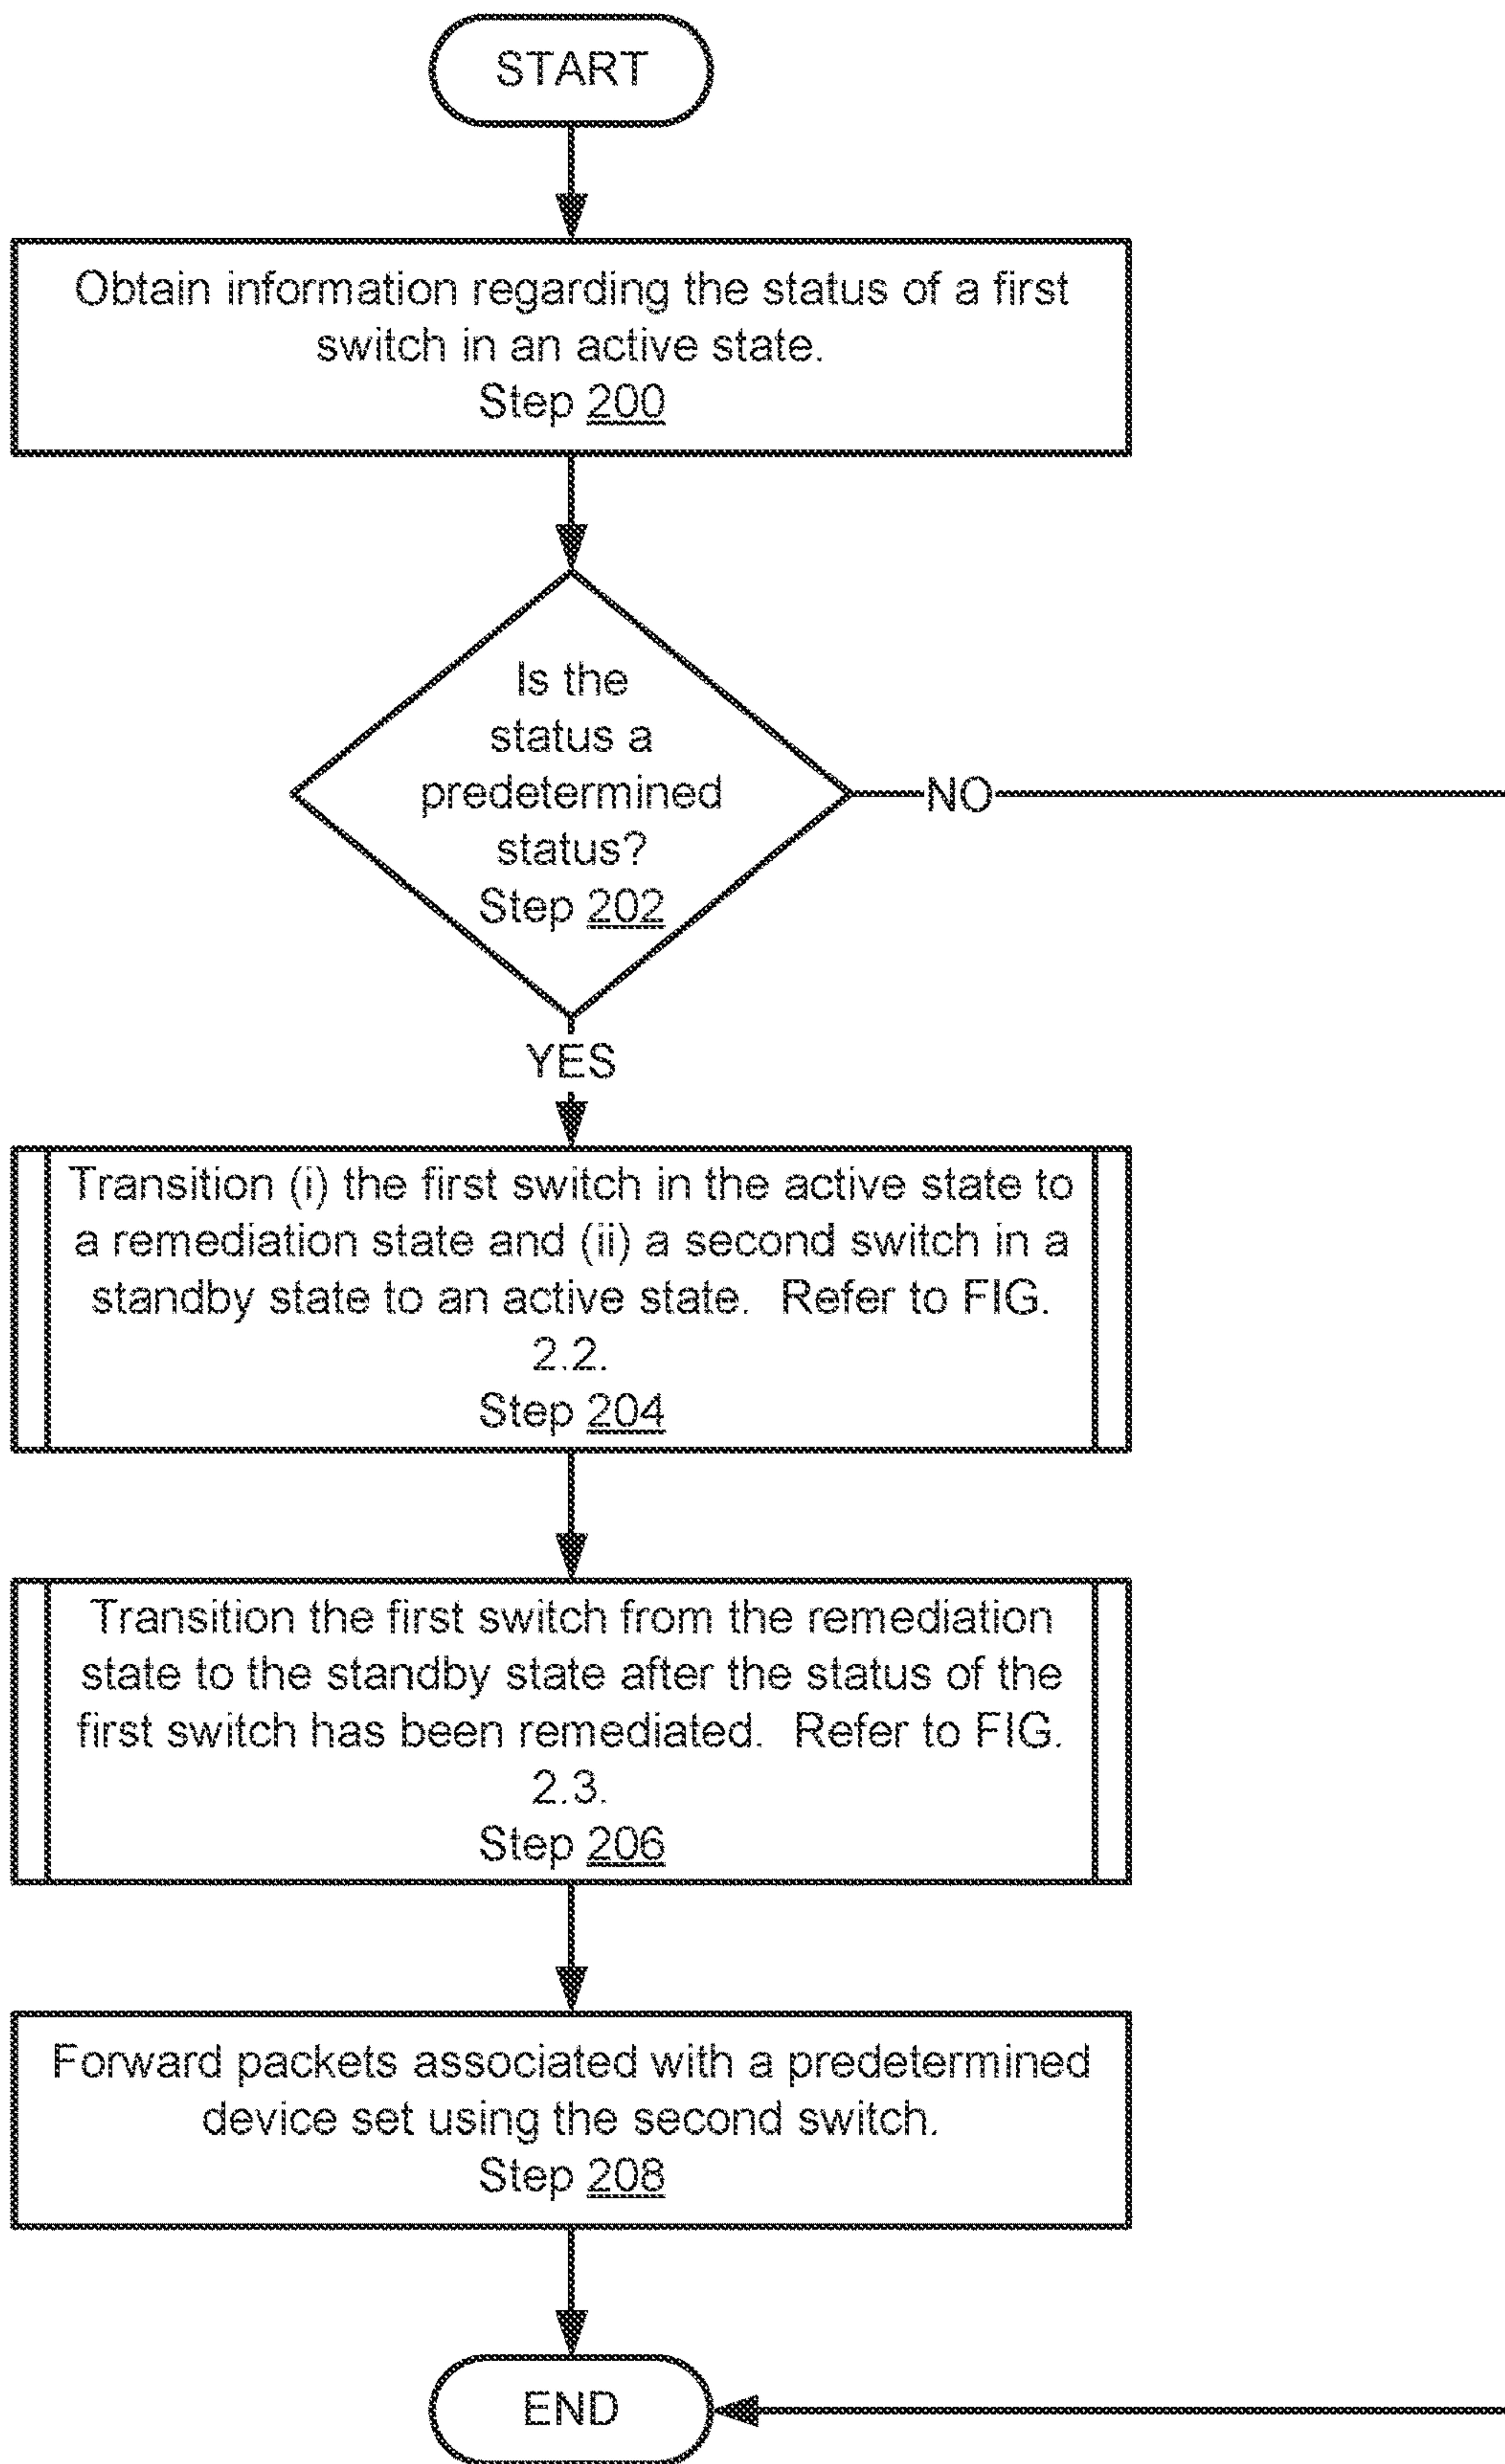 START
Obtain information regarding the status of a first
switch in an active state.
Step 200
Is the
status a
predetermined
status?
Step 202
NO
YES
Transition (i) the first switch in the active state to
a remediation state and (ii) a second switch in a
standby state to an active state.  Refer to FIG.
2.2.
Step 204
Transition the first switch from the remediation
state to the standby state after the status of the
first switch has been remediated.  Refer to FIG.
2.3.
Step 206
Forward packets associated with a predetermined
device set using the second switch.
Step 208
END